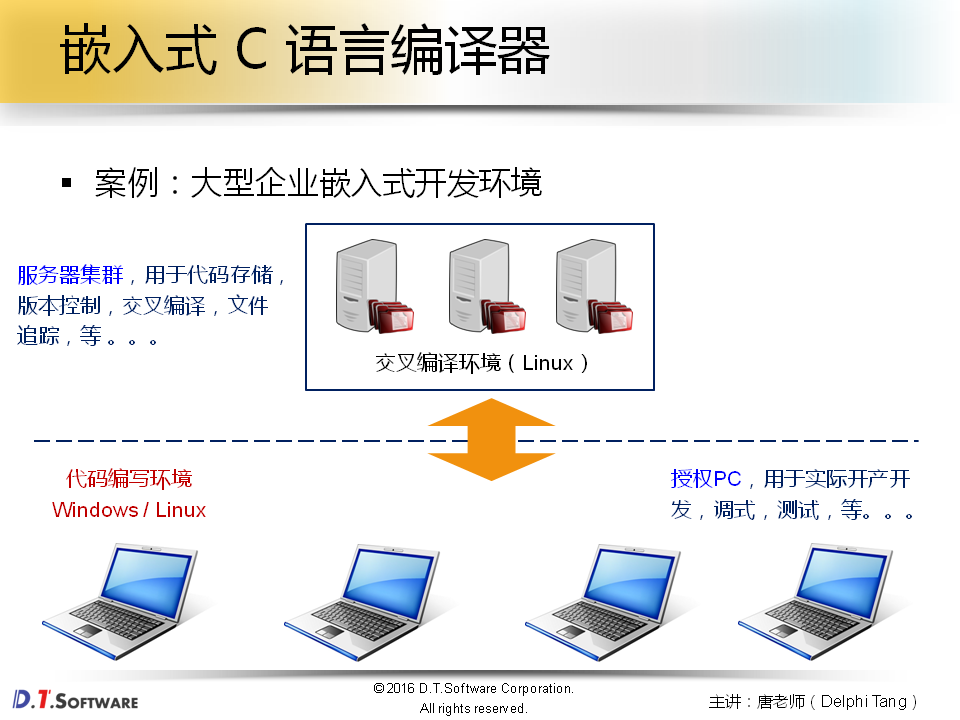 嵌入式 C 语言编译器
案例：大型企业嵌入式开发环境
服务器集群，用于代码存储，
版本控制，交叉编译，文件
追踪，等。。。
交叉编译环境（Linux）
代码编写环境
Windows / Linux
授权PC，用于实际开产开
发，调式，测试，等。。。
D.T.SOFTWARE
©2016 D.T.Software Corporation.
All rights reserved.
主讲：唐老师（Delphi Tang）